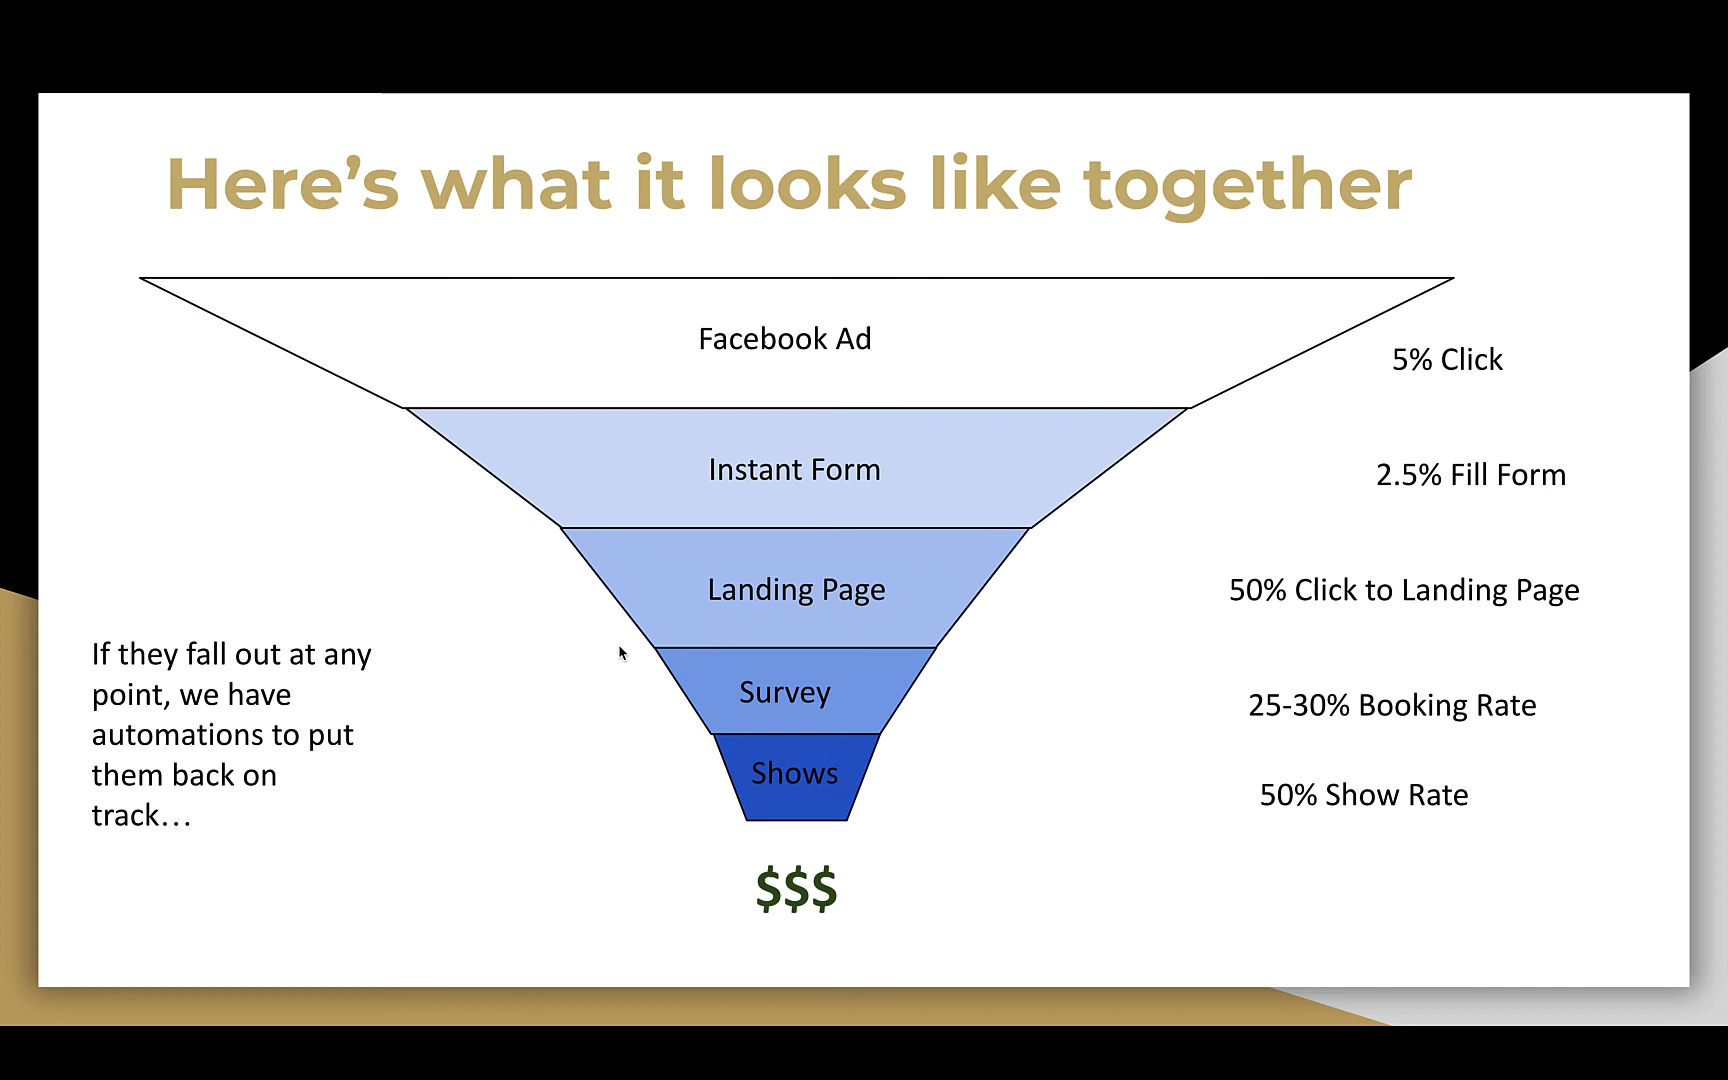 Here’s what it looks like together
Facebook Ad
5% Click
Instant Form
2.5% Fill Form
Landing Page
50% Click to Landing Page
If they fall out at any
point, we have
automations to put
them back on
track…
Survey
25-30% Booking Rate
Shows
50% Show Rate
$$$